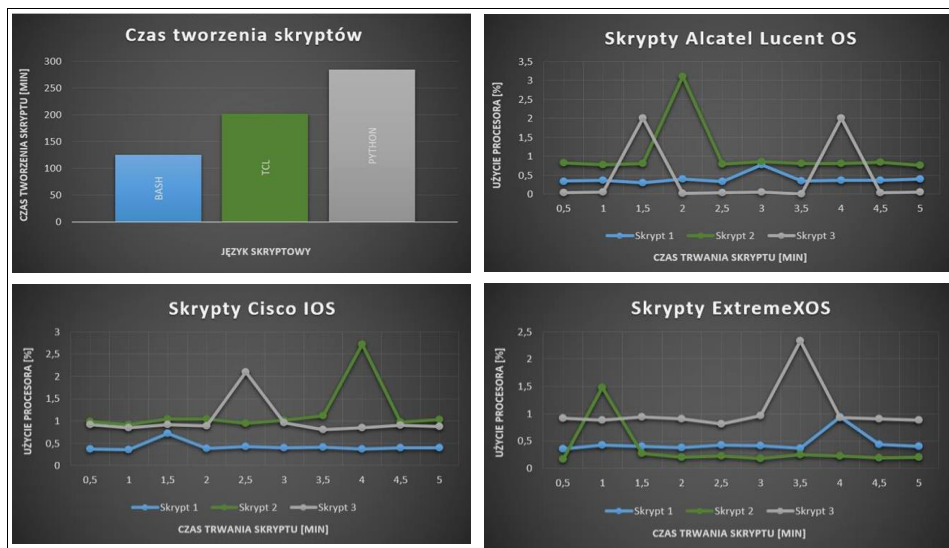 Czas tworzenia skryptów
CZAS TWORZENIA SKRYPTU [MIN]
300
250
200
150
100
50
0
BASH
TCL
PYTHON
JĘZYK SKRYPTOWY
Skrypty Alcatel Lucent OS
UŻYCIE PROCESORA [%]
3,5
3
2,5
2
1,5
1
0,5
0
0,5 1 1,5 2 2,5 3 3,5 4 4,5 5
Skrypt 1 Skrypt 2 Skrypt 3
CZAS TRWANIA SKRYPTU [MIN]
Skrypty Cisco IOS
UŻYCIE PROCESORA [%]
3
2,5
2
1,5
1
0,5
0
0,5 1 1,5 2 2,5 3 3,5 4 4,5 5
Skrypt 1 Skrypt 2 Skrypt 3
CZAS TRWANIA SKRYPTU [MIN]
Skrypty ExtremeXOS
UŻYCIE PROCESORA [%]
2,5
2
1,5
1
0,5
0
0,5 1 1,5 2 2,5 3 3,5 4 4,5 5
Skrypt 1 Skrypt 2 Skrypt 3
CZAS TRWANIA SKRYPTU [MIN]